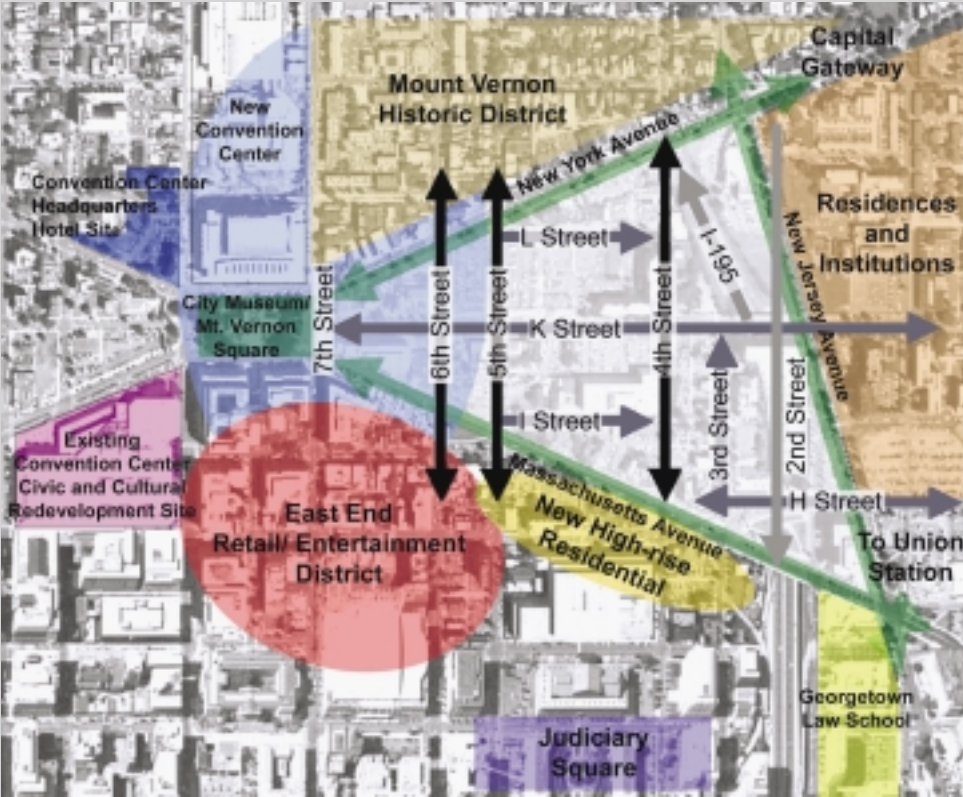 Capital
Gateway
Mount Vernon
Historic District
New
Convention
Center
New York Avenue
Convention Center
Headquarters
Hotel Site
Residences
and
Institutions
L Street
I-195
New Jersey Avenue
City Museum/
Mt. Vernon
Square
7th Street
6th Street
5th Street
K Street
4th Street
3rd Street
2nd Street
I Street
Existing
Convention Center
Civic and Cultural
Redevelopment Site
Massachusetts Avenue
H Street
East End
Retail/ Entertainment
District
New High-rise
Residential
To Union
Station
Georgetown
Law School
Judiciary
Square